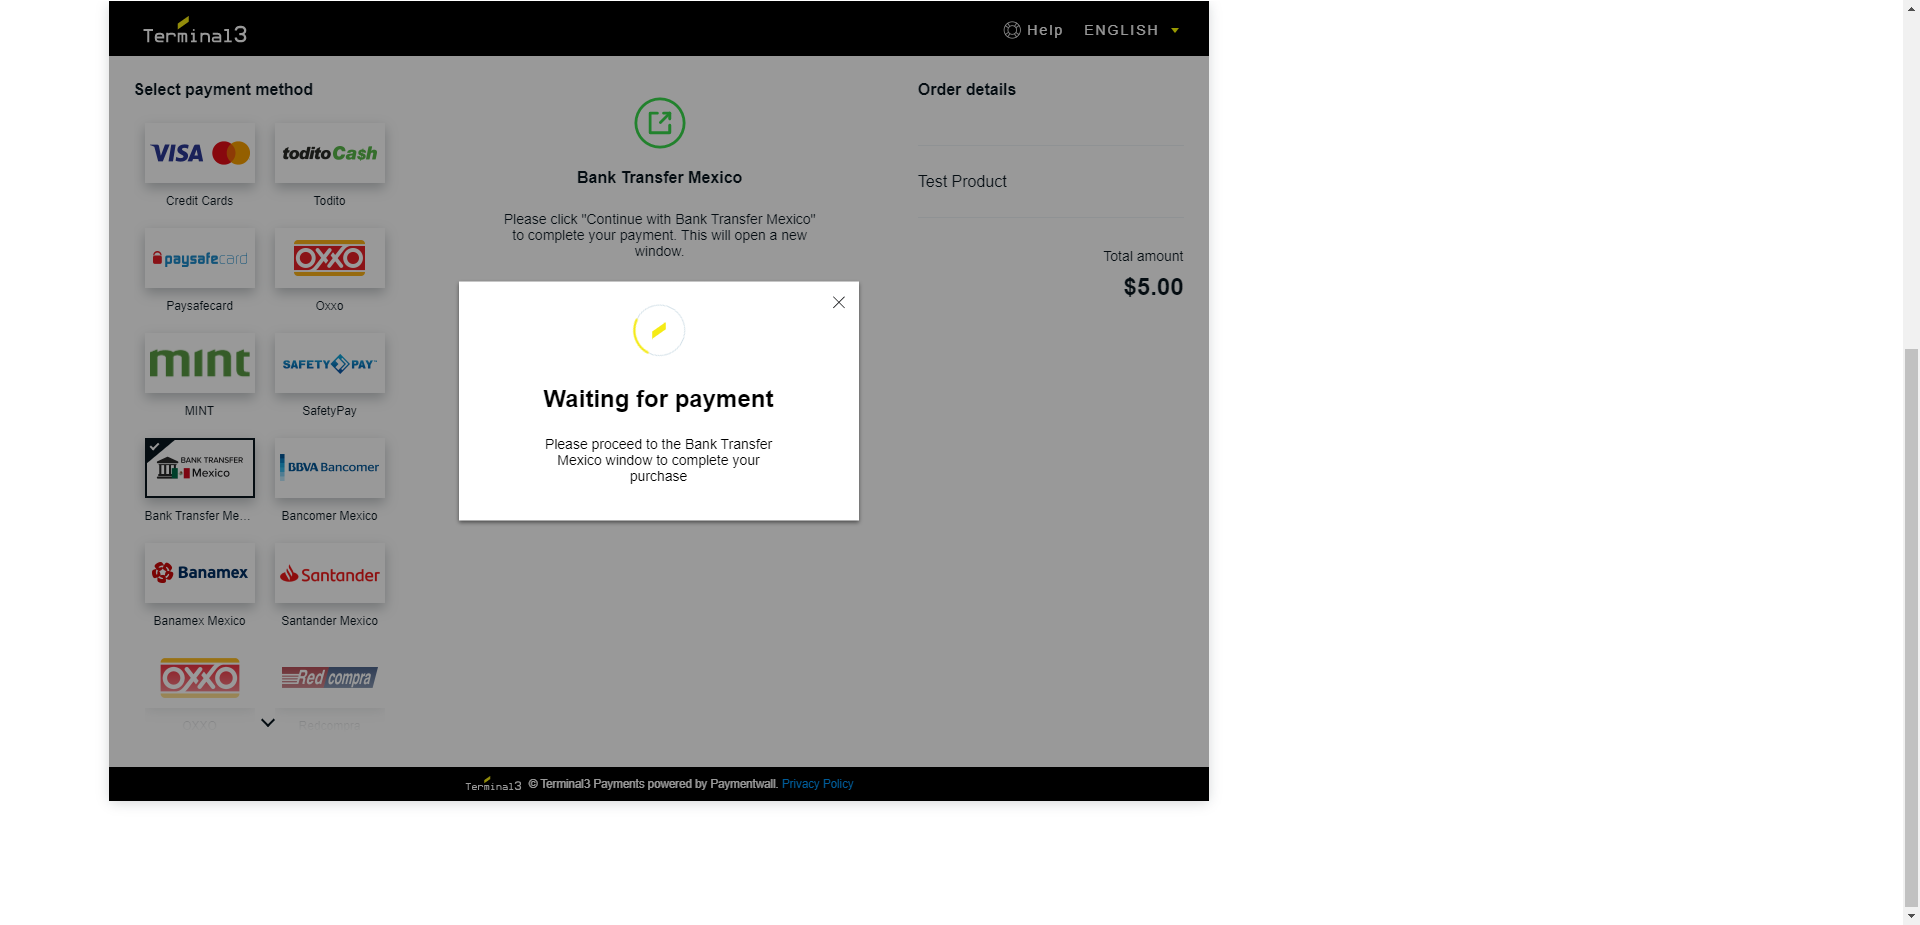 Terminal3
Help
ENGLISH
Select payment method
VISA
toditoCa$h
Credit Cards
Todito
paysafecard
OXXO
Paysafecard
Oxxo
mint
SAFETY PAY™
MINT
SafetyPay
BANK TRANSFER
Mexico
BBVA Bancomer
Bank Transfer Me...
Bancomer Mexico
Banamex
Santander
Banamex Mexico
Santander Mexico
OXXO
Red compra
OXXO
Redcompra
Bank Transfer Mexico
Please click "Continue with Bank Transfer Mexico"
to complete your payment. This will open a new
window.
Waiting for payment
Please proceed to the Bank Transfer
Mexico window to complete your
purchase
Order details
Test Product
Total amount
$5.00
Terminal3 © Terminal3 Payments powered by Paymentwall. Privacy Policy